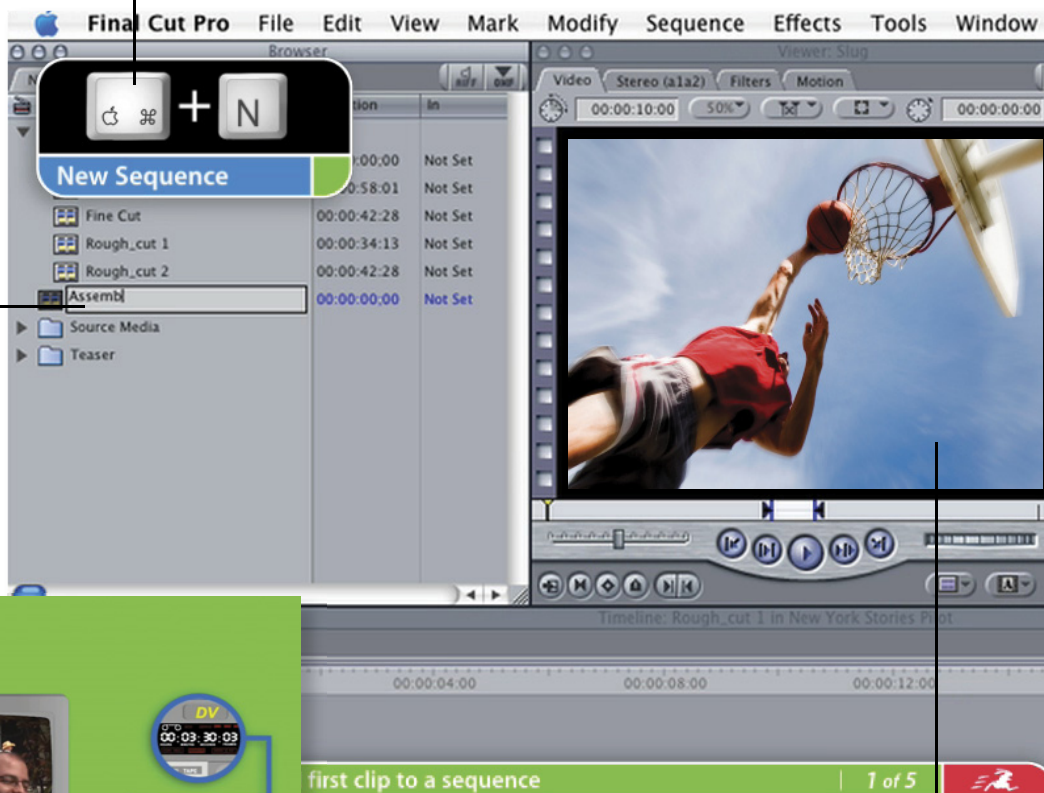 Final Cut Pro File Edit View Mark Modify Sequence Effects Tools Window
Browser
Viewer: Slug
⌘ + N
New Sequence
In
00:00 Not Set
58:01 Not Set
Fine Cut 00:00:42:28 Not Set
Rough_cut 1 00:00:34:13 Not Set
Rough_cut 2 00:00:42:28 Not Set
Assemb 00:00:00;00 Not Set
Source Media
Teaser
Video Stereo (a1a2) Filters Motion
00:00:10:00 50% 00:00:00:00
Timeline: Rough_cut 1 in New York Stories Pilot
00:00:04:00 00:00:08:00 00:00:12:00
DV
00:03:30:03
TAPE
first clip to a sequence 1 of 5